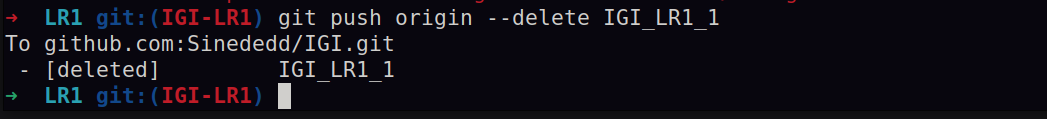 ➜  LR1 git:(IGI-LR1) git push origin --delete IGI_LR1_1
To github.com:Sinededd/IGI.git
 - [deleted]         IGI_LR1_1
➜  LR1 git:(IGI-LR1)